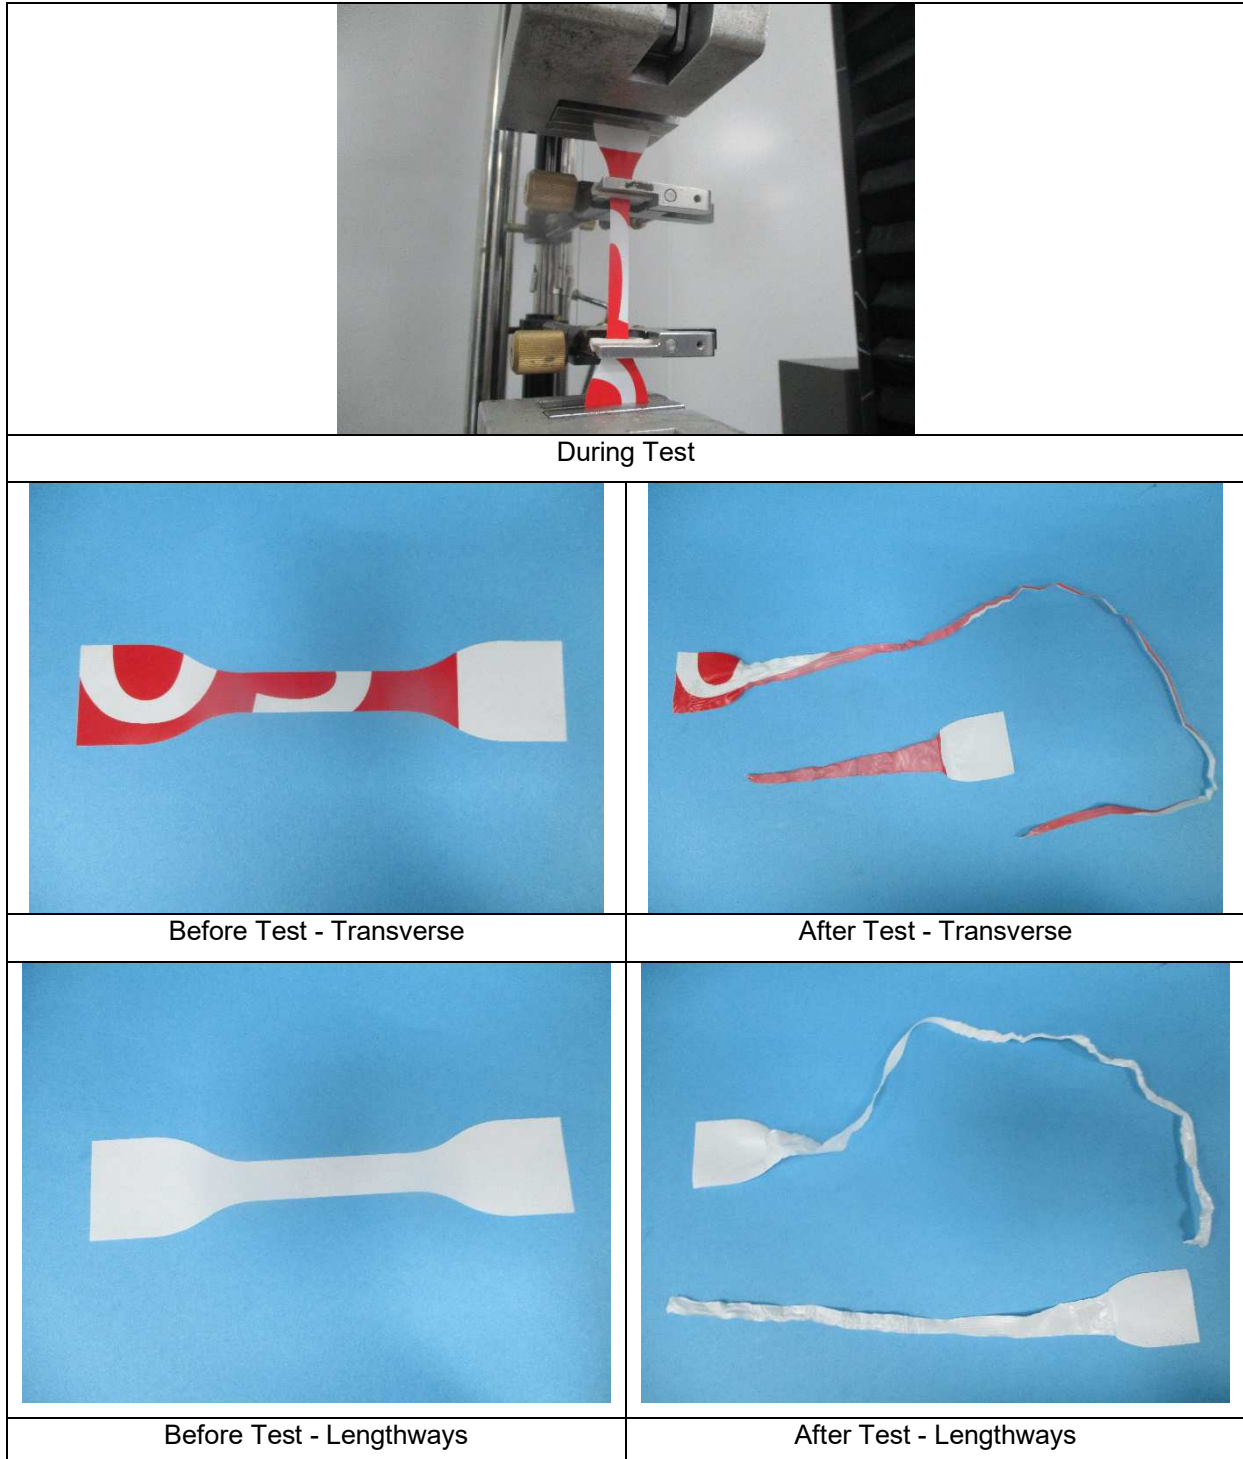 During Test
Before Test - Transverse
After Test - Transverse
Before Test - Lengthways
After Test - Lengthways